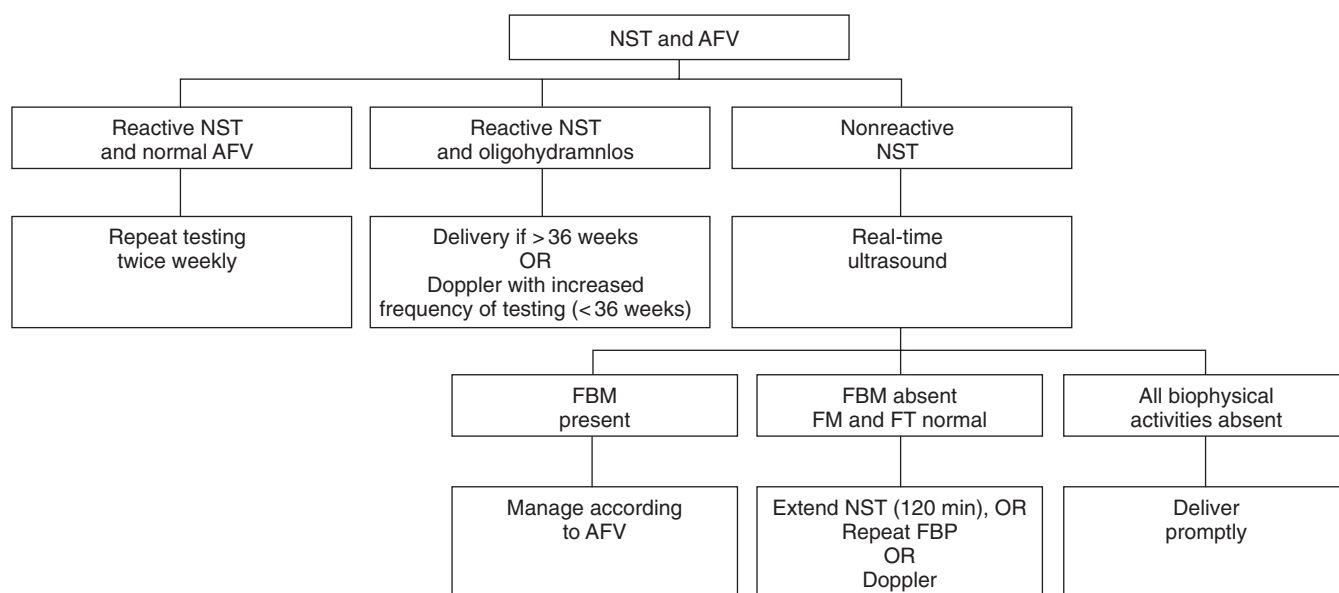 NST and AFV
Reactive NST
and normal AFV
Reactive NST
and oligohydramnlos
Nonreactive
NST
Repeat testing
twice weekly
Delivery if > 36 weeks
OR
Doppler with increased
frequency of testing (< 36 weeks)
Real-time
ultrasound
FBM
present
FBM absent
FM and FT normal
All biophysical
activities absent
Manage according
to AFV
Extend NST (120 min), OR
Repeat FBP
OR
Doppler
Deliver
promptly